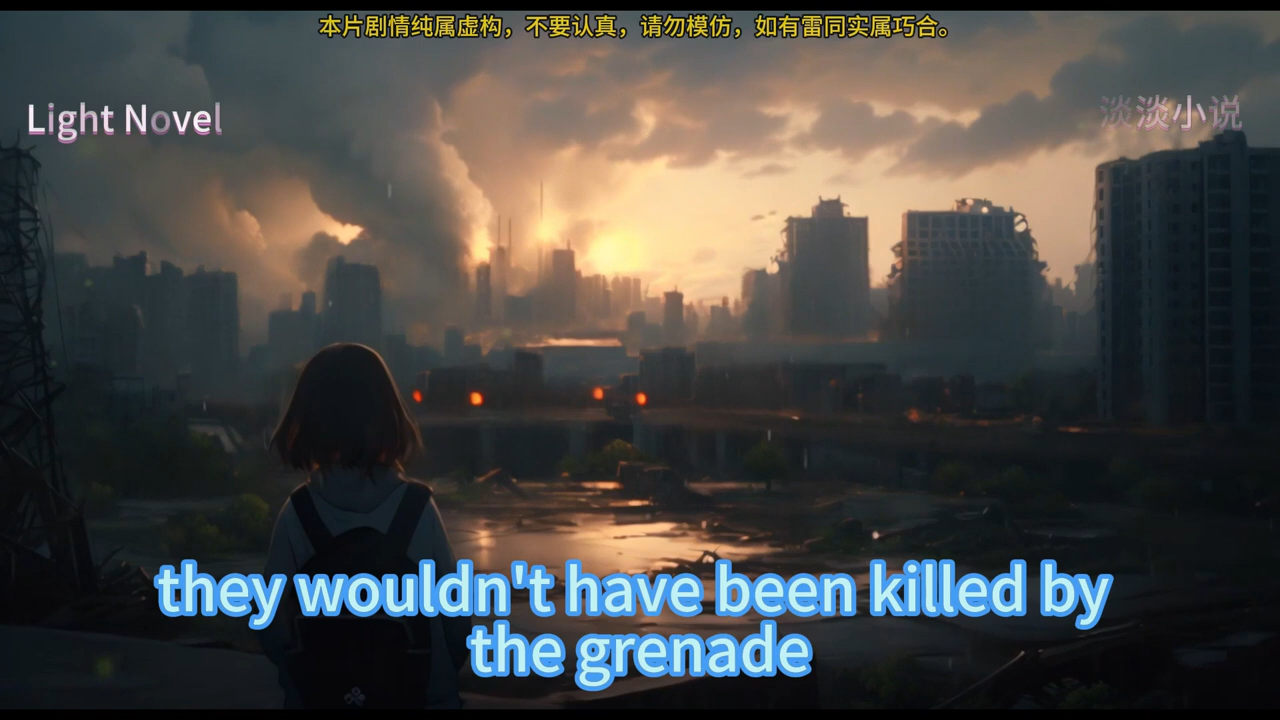 本片剧情纯属虚构，不要认真，请勿模仿，如有雷同实属巧合。
Light Novel
淡淡小说
they wouldn't have been killed by
the grenade